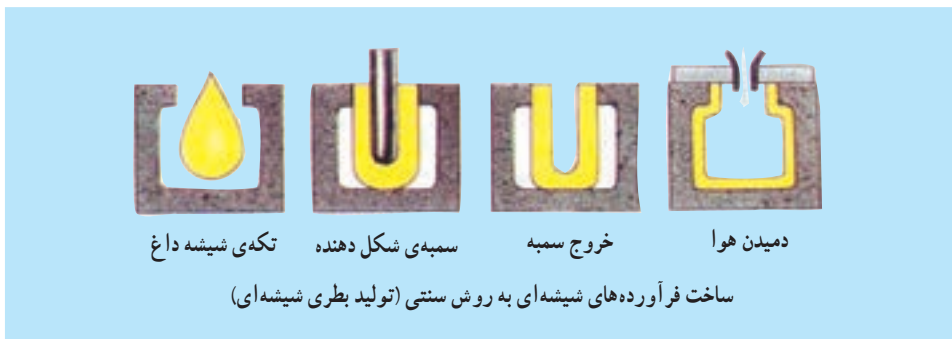 تکه‌ی شیشه داغ
سمبه‌ی شکل دهنده
خروج سمبه
دمیدن هوا
ساخت فرآورده‌های شیشه‌ای به روش سنتی (تولید بطری شیشه‌ای)